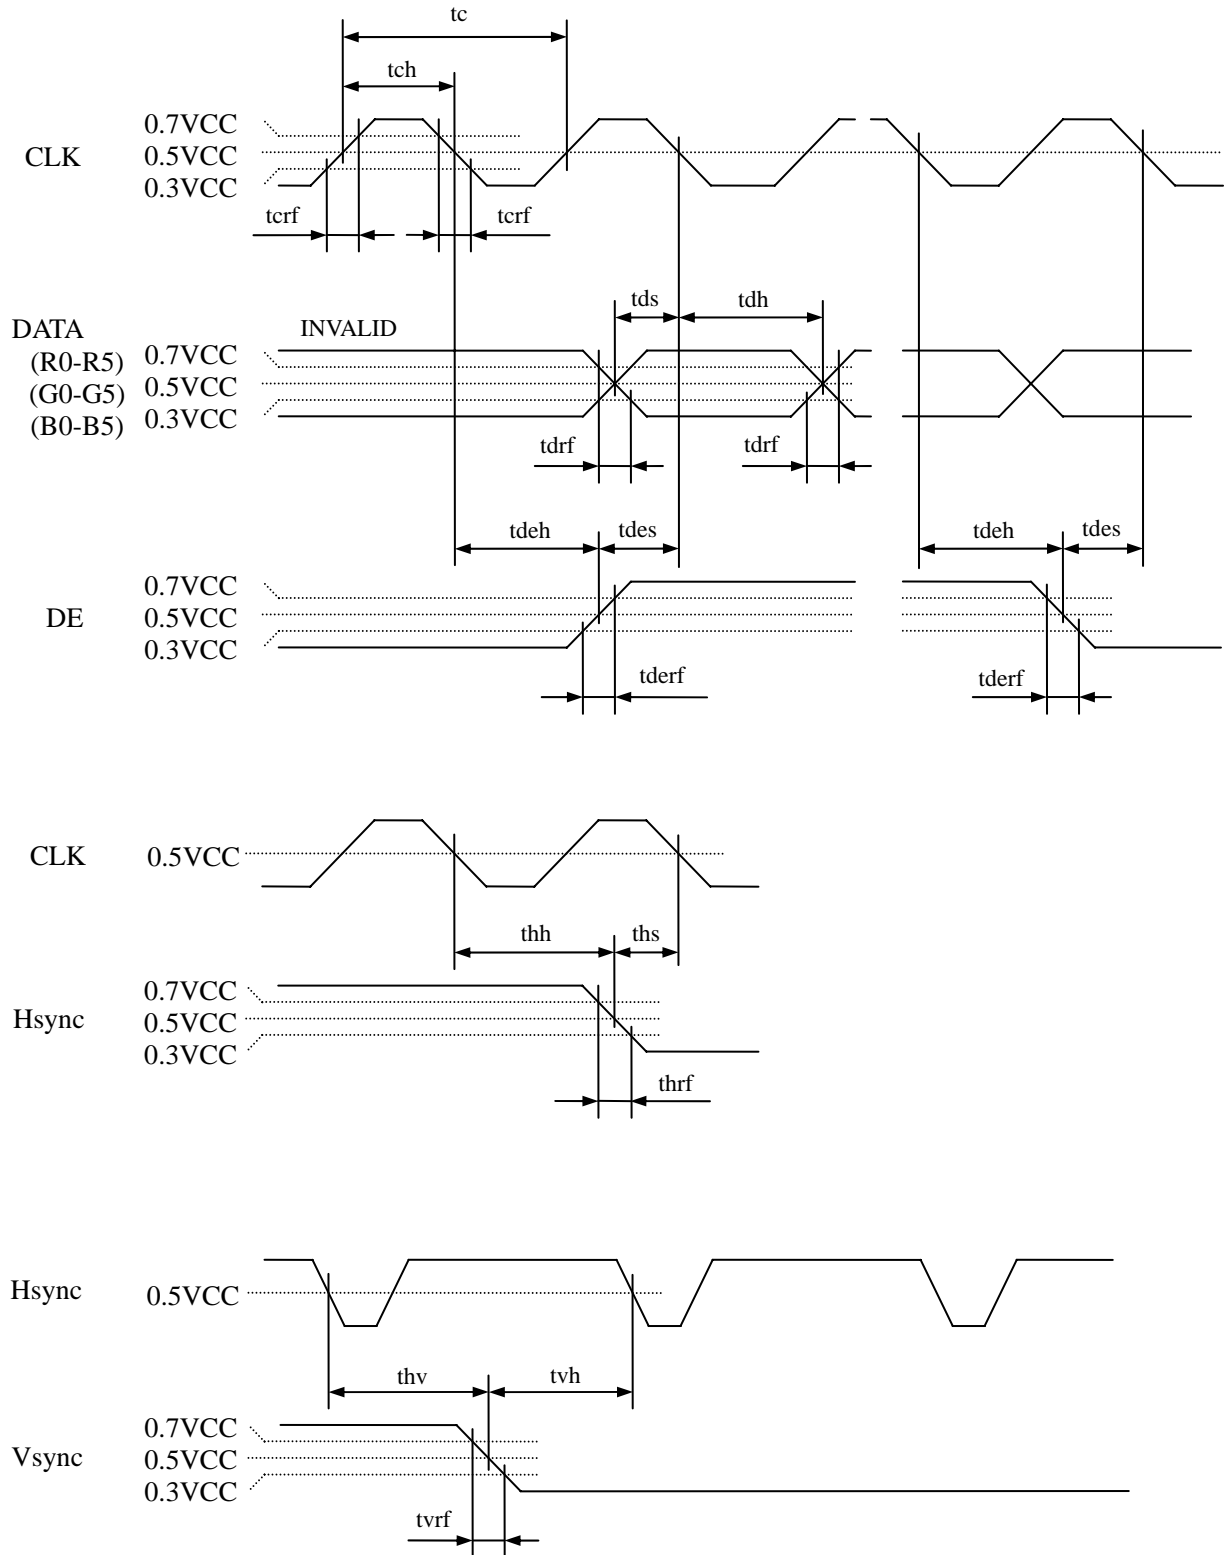 tc
tch
0.7VCC
CLK 0.5VCC
0.3VCC
tcrf tcrf
tds tdh
DATA INVALID
(R0-R5) 0.7VCC
(G0-G5) 0.5VCC
(B0-B5) 0.3VCC
tdrf tdrf
tdeh tdes tdeh tdes
0.7VCC
DE 0.5VCC
0.3VCC
tderf tderf
CLK 0.5VCC
thh ths
0.7VCC
Hsync 0.5VCC
0.3VCC
thrf
Hsync 0.5VCC
thv tvh
0.7VCC
Vsync 0.5VCC
0.3VCC
tvrf